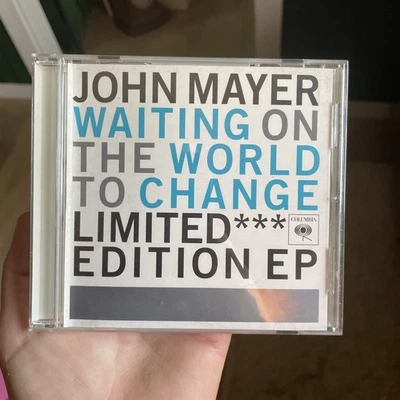 JOHN MAYER
WAITING ON
THE WORLD
TO CHANGE
LIMITED***
COLUMBIA
EDITION EP